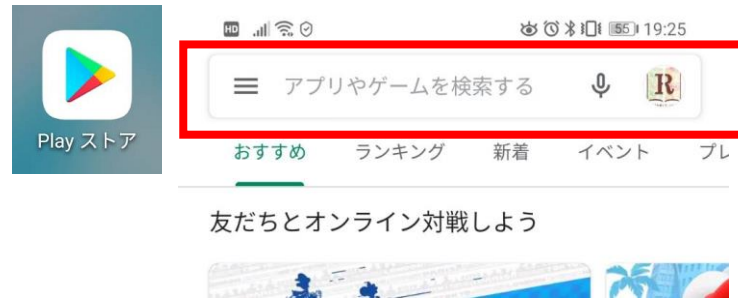 Play ストア
HD 55 19:25
アプリやゲームを検索する R
おすすめ ランキング 新着 イベント プレ
友だちとオンライン対戦しよう